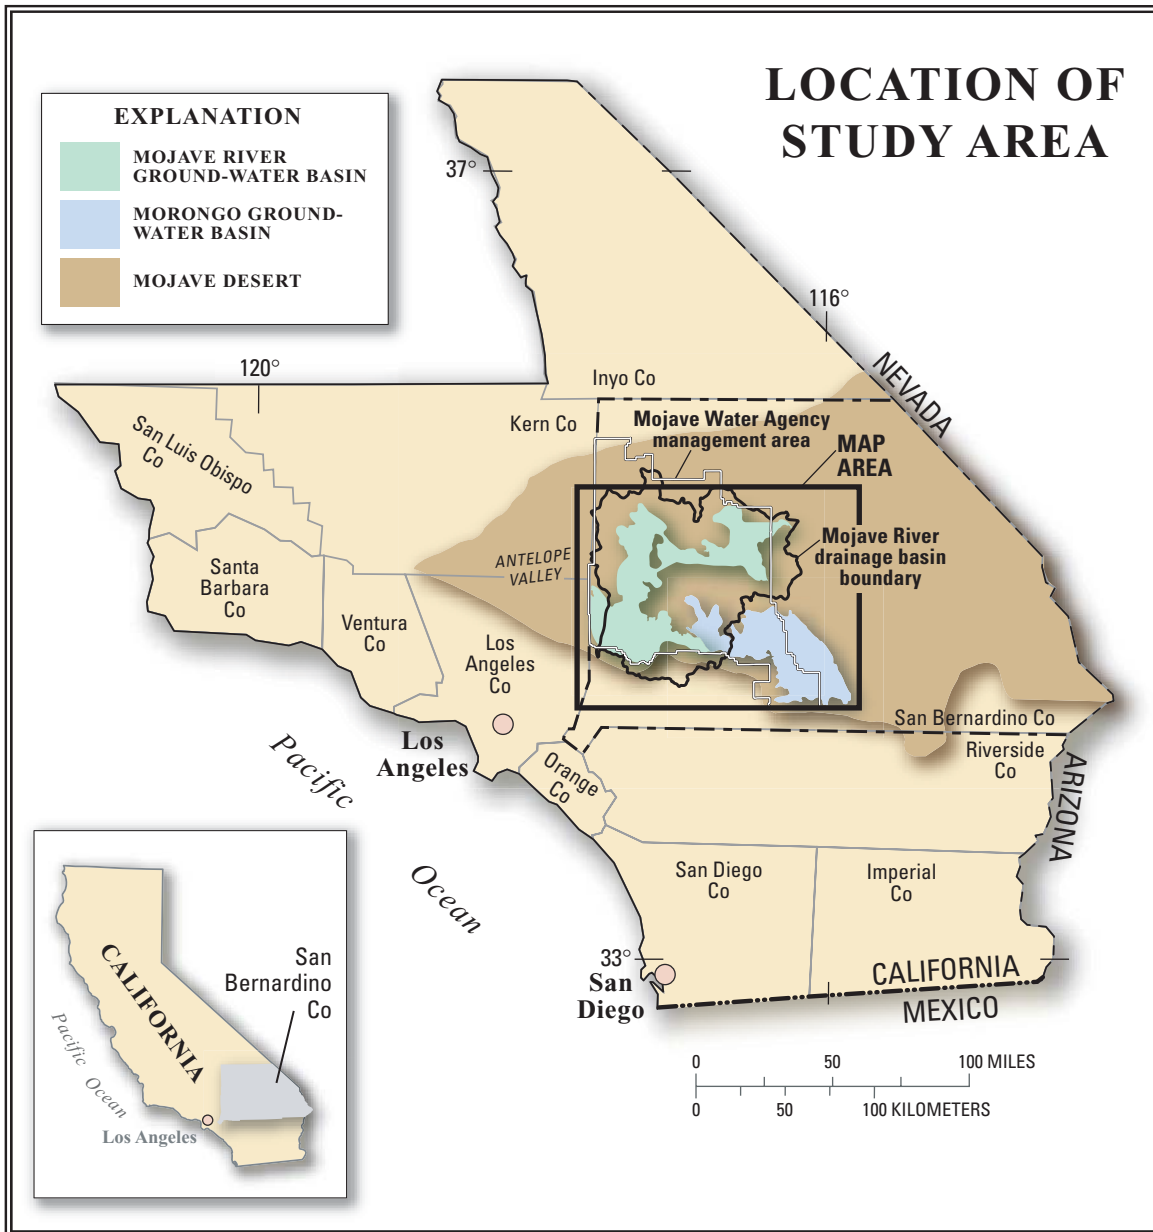 LOCATION OF
STUDY AREA
EXPLANATION
MOJAVE RIVER
GROUND-WATER BASIN
MORONGO GROUND-
WATER BASIN
MOJAVE DESERT
37°
116°
120°
NEVADA
Inyo Co
Kern Co
Mojave Water Agency
management area
MAP
AREA
San Luis Obispo
Co
Mojave River
drainage basin
boundary
ANTELOPE
VALLEY
Santa
Barbara
Co
Ventura
Co
Los
Angeles
Co
San Bernardino Co
Riverside
Co
Los
Angeles
Pacific
Ocean
Orange
Co
ARIZONA
San Diego
Co
Imperial
Co
33°
San
Diego
CALIFORNIA
MEXICO
0 50 100 MILES
0 50 100 KILOMETERS
CALIFORNIA
San
Bernardino
Co
Pacific Ocean
Los Angeles